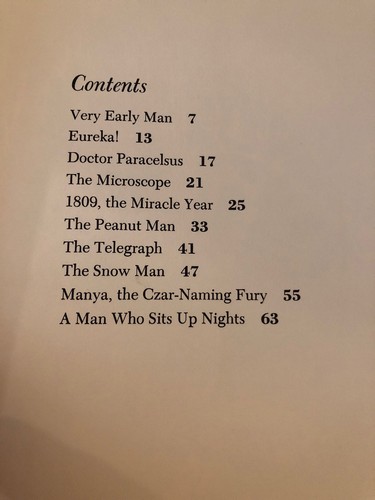 Contents
Very Early Man 7
Eureka! 13
Doctor Paracelsus 17
The Microscope 21
1809, the Miracle Year 25
The Peanut Man 33
The Telegraph 41
The Snow Man 47
Manya, the Czar-Naming Fury 55
A Man Who Sits Up Nights 63